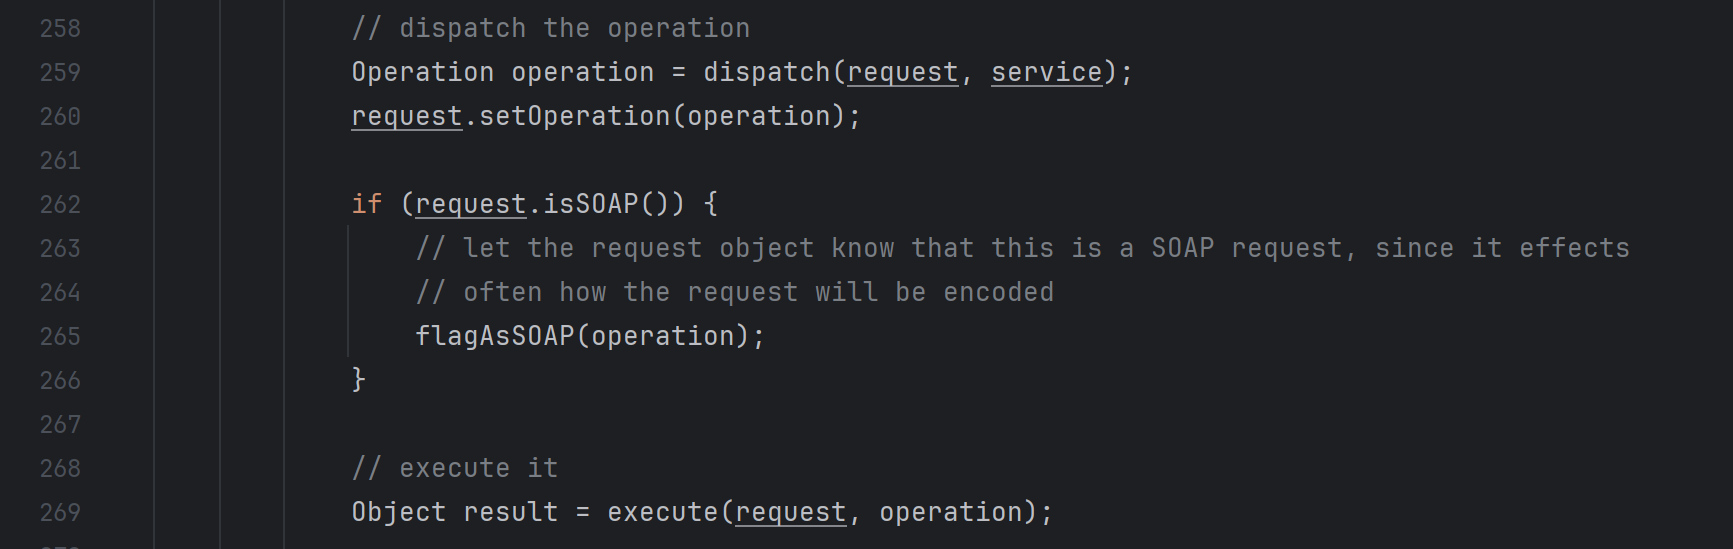 258 // dispatch the operation
259 Operation operation = dispatch(request, service);
260 request.setOperation(operation);
261
262 if (request.isSOAP()) {
263 // let the request object know that this is a SOAP request, since it effects
264 // often how the request will be encoded
265 flagAsSOAP(operation);
266 }
267
268 // execute it
269 Object result = execute(request, operation);